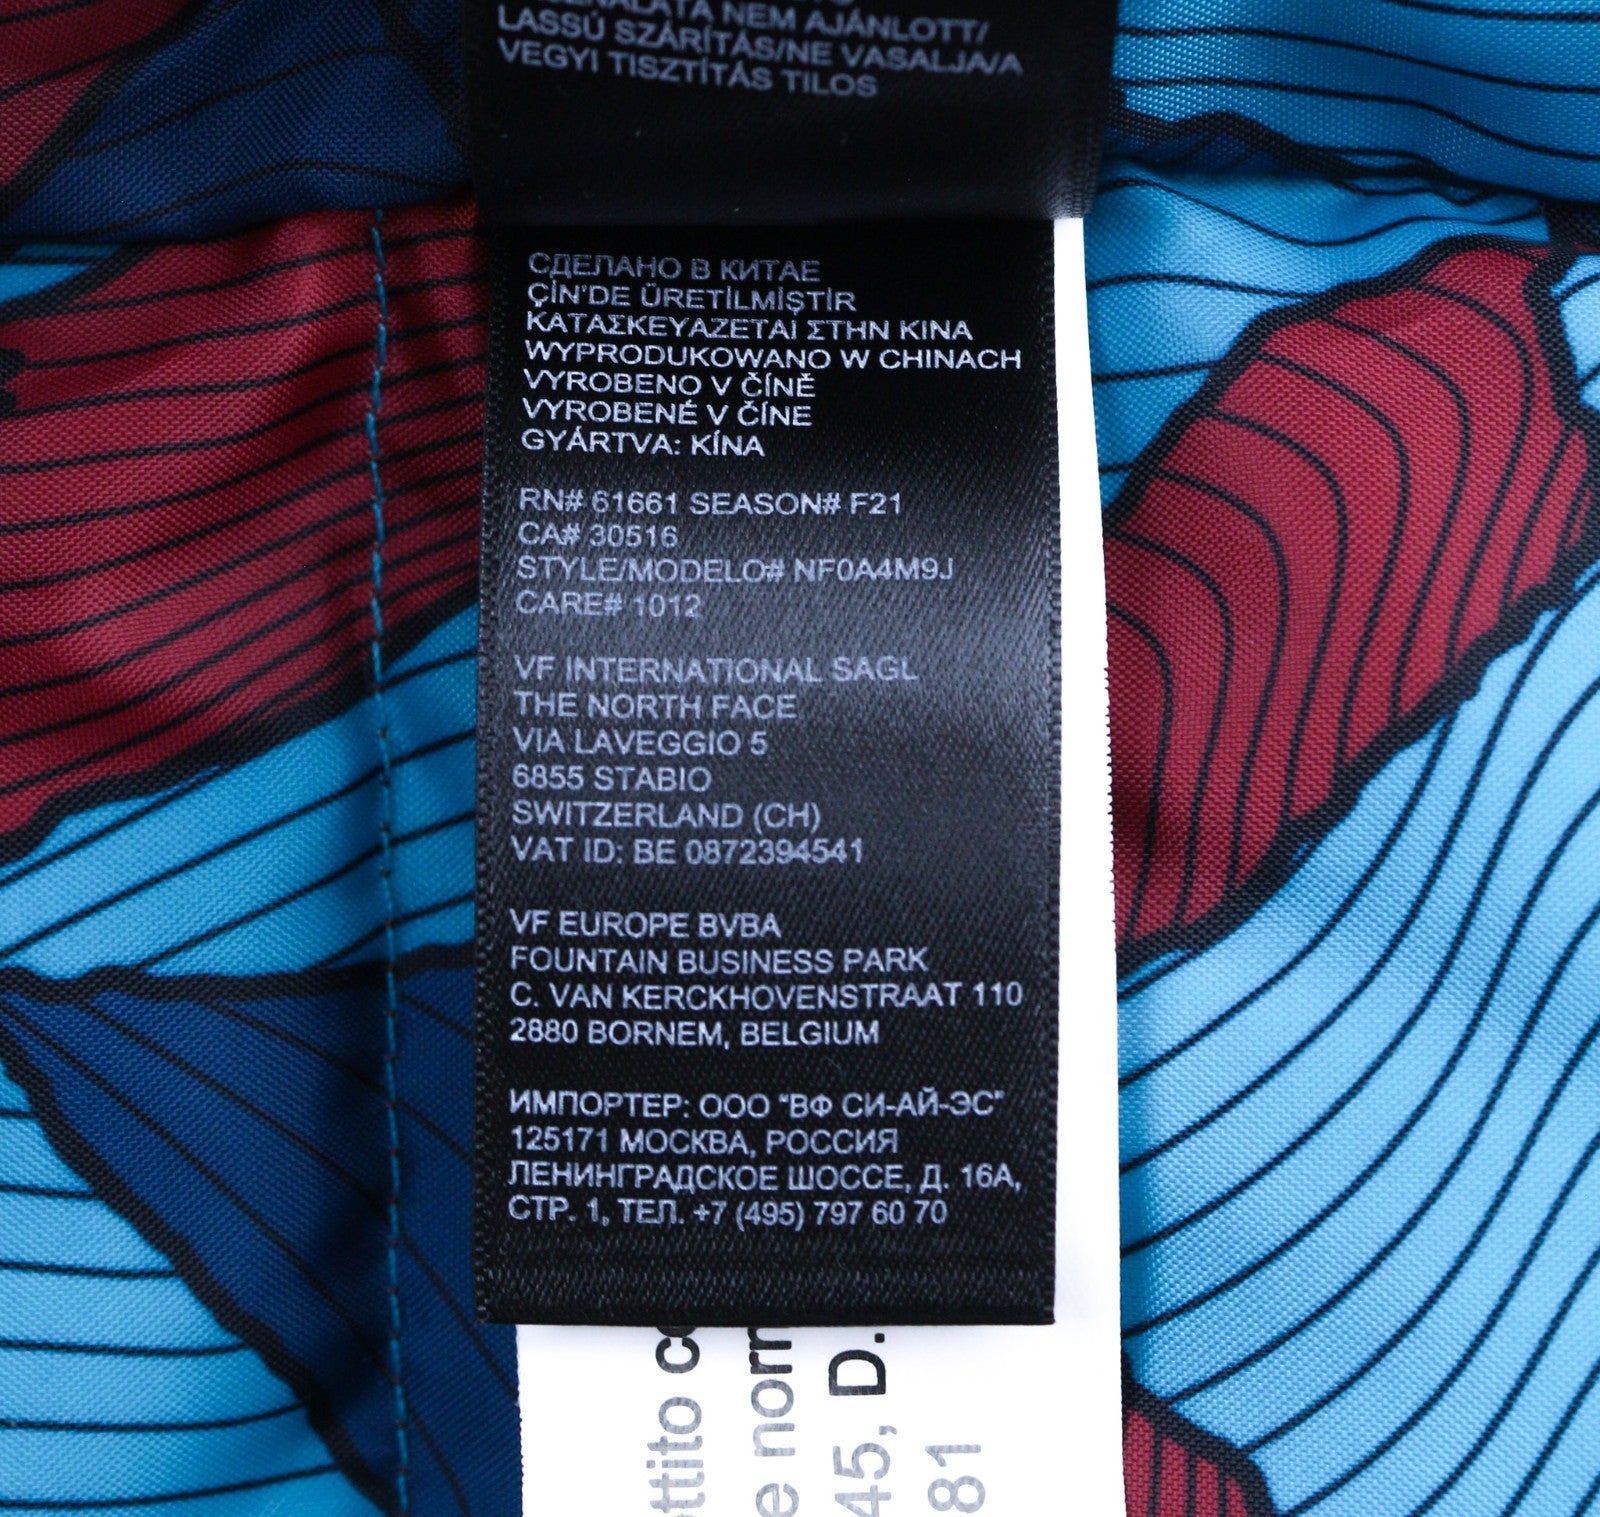 NEM AJÁNLOTT/
LASSÚ SZÁRÍTÁS/NE VASALJA/A
VEGYI TISZTÍTÁS TILOS
СДЕЛАНО В КИТАЕ
ÇİN'DE ÜRETİLMİŞTİR
ΚΑΤΑΣΚΕΥΑΖΕΤΑΙ ΣΤΗΝ ΚΙΝΑ
WYPRODUKOWANO W CHINACH
VYROBENO V ČÍNĚ
VYROBENÉ V ČÍNE
GYÁRTVA: KÍNA
RN# 61661 SEASON# F21
CA# 30516
STYLE/MODELO# NF0A4M9J
CARE# 1012
VF INTERNATIONAL SAGL
THE NORTH FACE
VIA LAVEGGIO 5
6855 STABIO
SWITZERLAND (CH)
VAT ID: BE 0872394541
VF EUROPE BVBA
FOUNTAIN BUSINESS PARK
C. VAN KERCKHOVENSTRAAT 110
2880 BORNEM, BELGIUM
ИМПОРТЕР: ООО "ВФ СИ-АЙ-ЭС"
125171 МОСКВА, РОССИЯ
ЛЕНИНГРАДСКОЕ ШОССЕ, Д. 16А,
СТР. 1, ТЕЛ. +7 (495) 797 60 70
45, D.
81